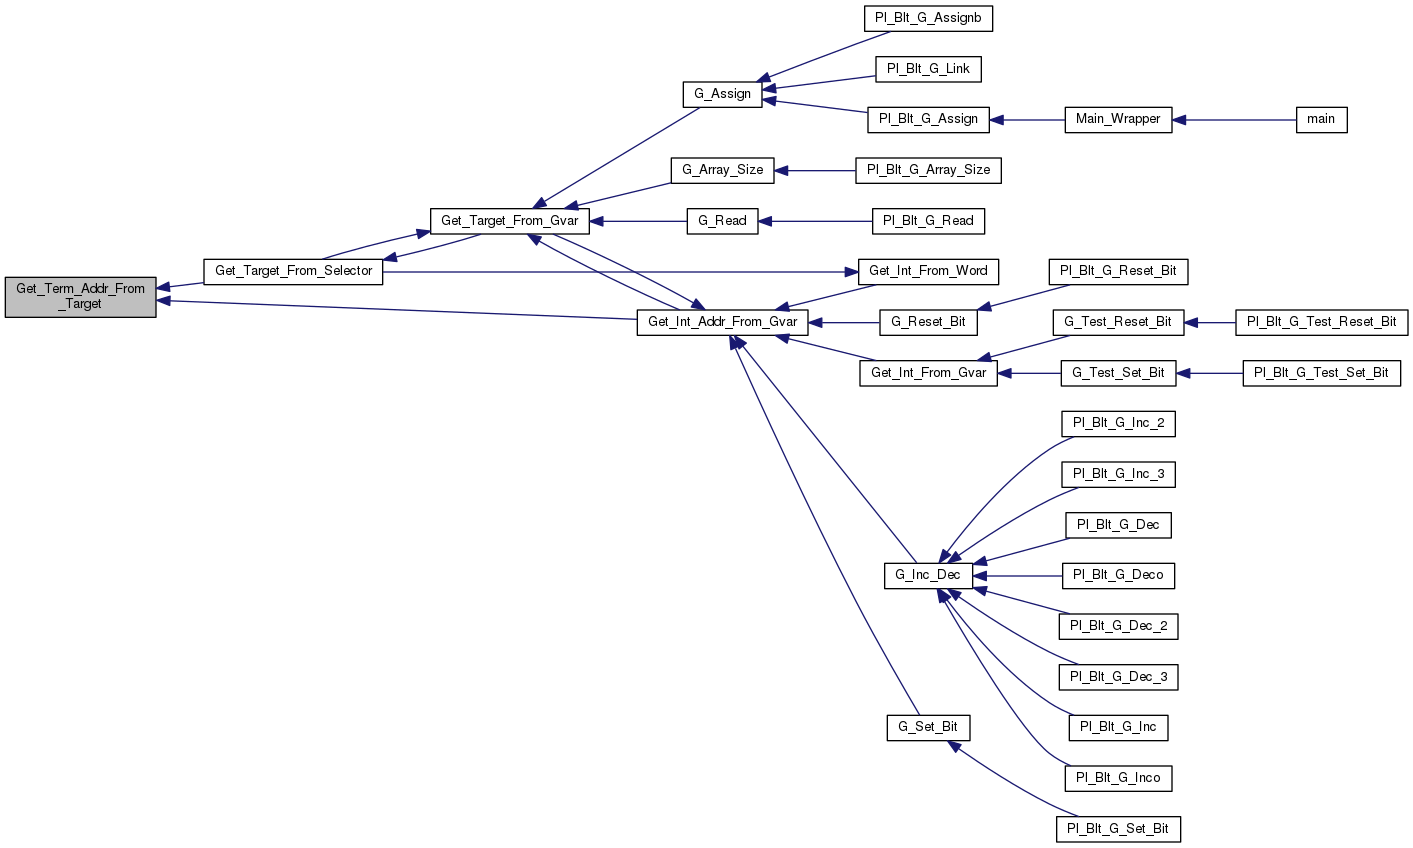 Pl_Blt_G_Assignb
Pl_Blt_G_Link
G_Assign
Pl_Blt_G_Assign
Main_Wrapper
main
G_Array_Size
Pl_Blt_G_Array_Size
Get_Target_From_Gvar
G_Read
Pl_Blt_G_Read
Get_Target_From_Selector
Get_Int_From_Word
Pl_Blt_G_Reset_Bit
Get_Term_Addr_From
_Target
Get_Int_Addr_From_Gvar
G_Reset_Bit
G_Test_Reset_Bit
Pl_Blt_G_Test_Reset_Bit
Get_Int_From_Gvar
G_Test_Set_Bit
Pl_Blt_G_Test_Set_Bit
Pl_Blt_G_Inc_2
Pl_Blt_G_Inc_3
Pl_Blt_G_Dec
G_Inc_Dec
Pl_Blt_G_Deco
Pl_Blt_G_Dec_2
Pl_Blt_G_Dec_3
G_Set_Bit
Pl_Blt_G_Inc
Pl_Blt_G_Inco
Pl_Blt_G_Set_Bit